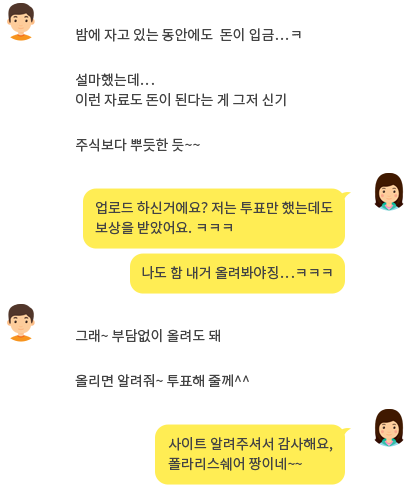 밤에 자고 있는 동안에도 돈이 입금...ㅋ
설마했는데...
이런 자료도 돈이 된다는 게 그저 신기
주식보다 뿌듯한 듯~~
업로드 하신거에요? 저는 투표만 했는데도
보상을 받았어요. ㅋㅋㅋ
나도 함 내거 올려봐야징...ㅋㅋㅋ
그래~ 부담없이 올려도 돼
올리면 알려줘~ 투표해 줄께^^
사이트 알려주셔서 감사해요,
폴라리스쉐어 짱이네~~